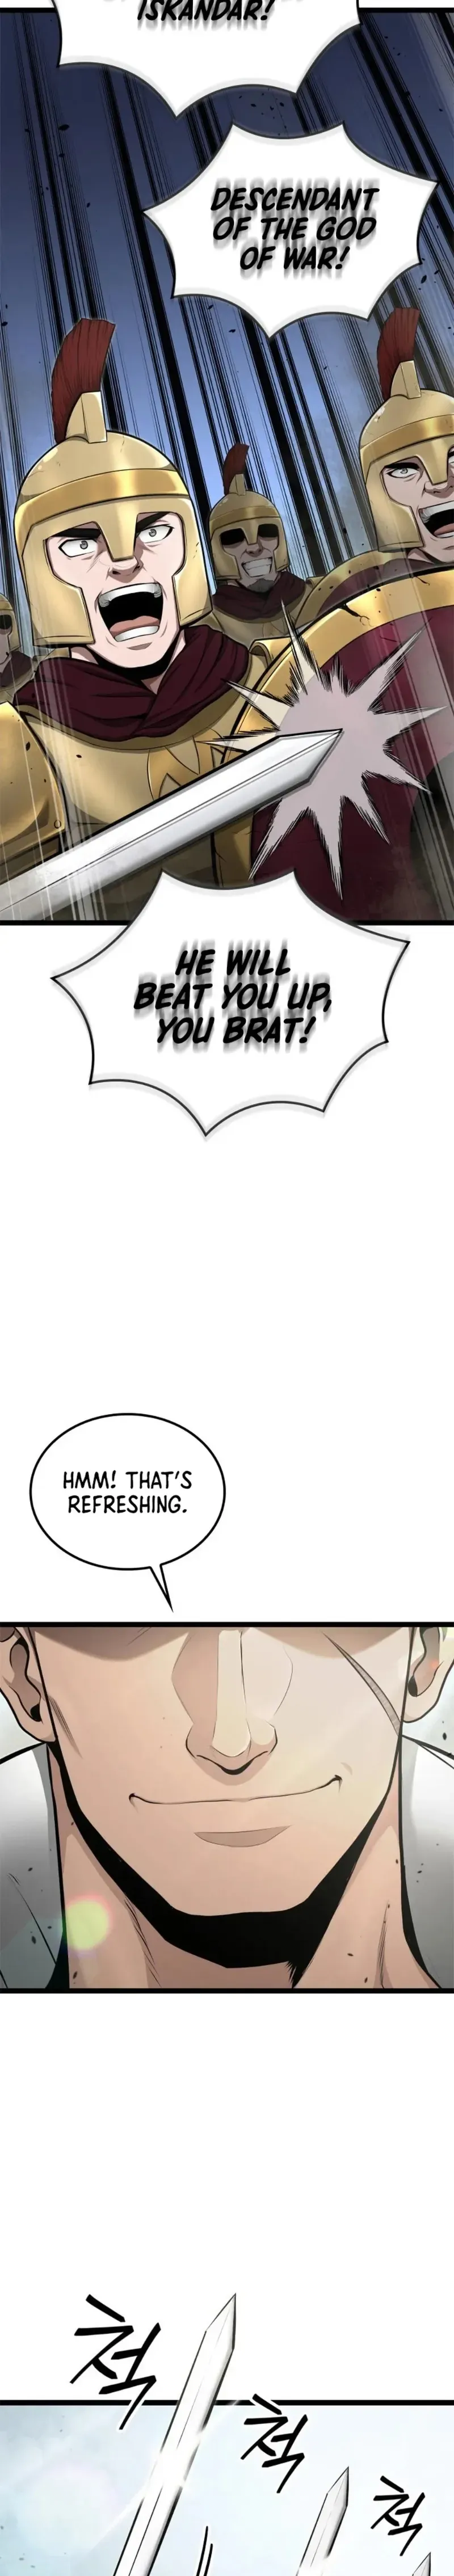 ISKANDAR!
DESCENDANT
OF THE GOD
OF WAR!
HE WILL
BEAT YOU UP,
YOU BRAT!
HMM! THAT'S
REFRESHING.
척
척
척